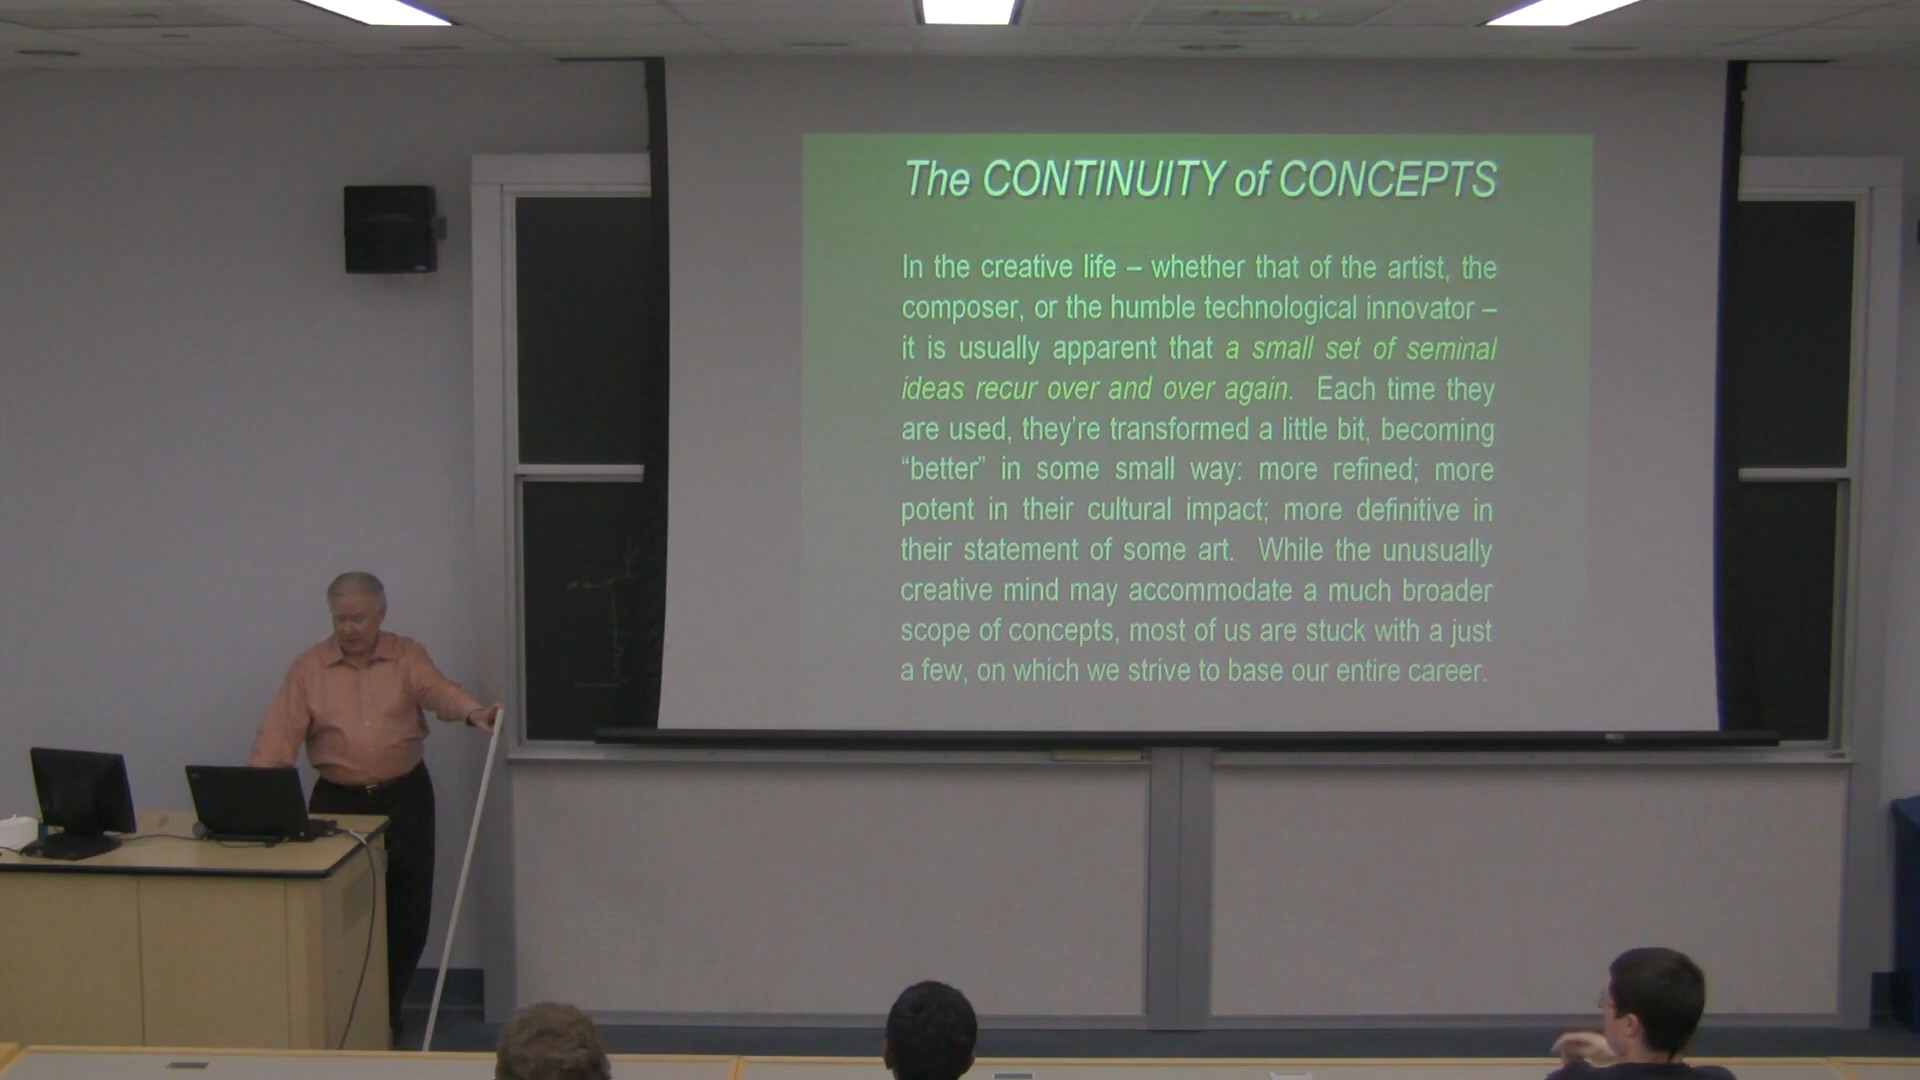 The CONTINUITY of CONCEPTS
In the creative life – whether that of the artist, the
composer, or the humble technological innovator –
it is usually apparent that a small set of seminal
ideas recur over and over again. Each time they
are used, they're transformed a little bit, becoming
“better” in some small way: more refined; more
potent in their cultural impact; more definitive in
their statement of some art. While the unusually
creative mind may accommodate a much broader
scope of concepts, most of us are stuck with a just
a few, on which we strive to base our entire career.